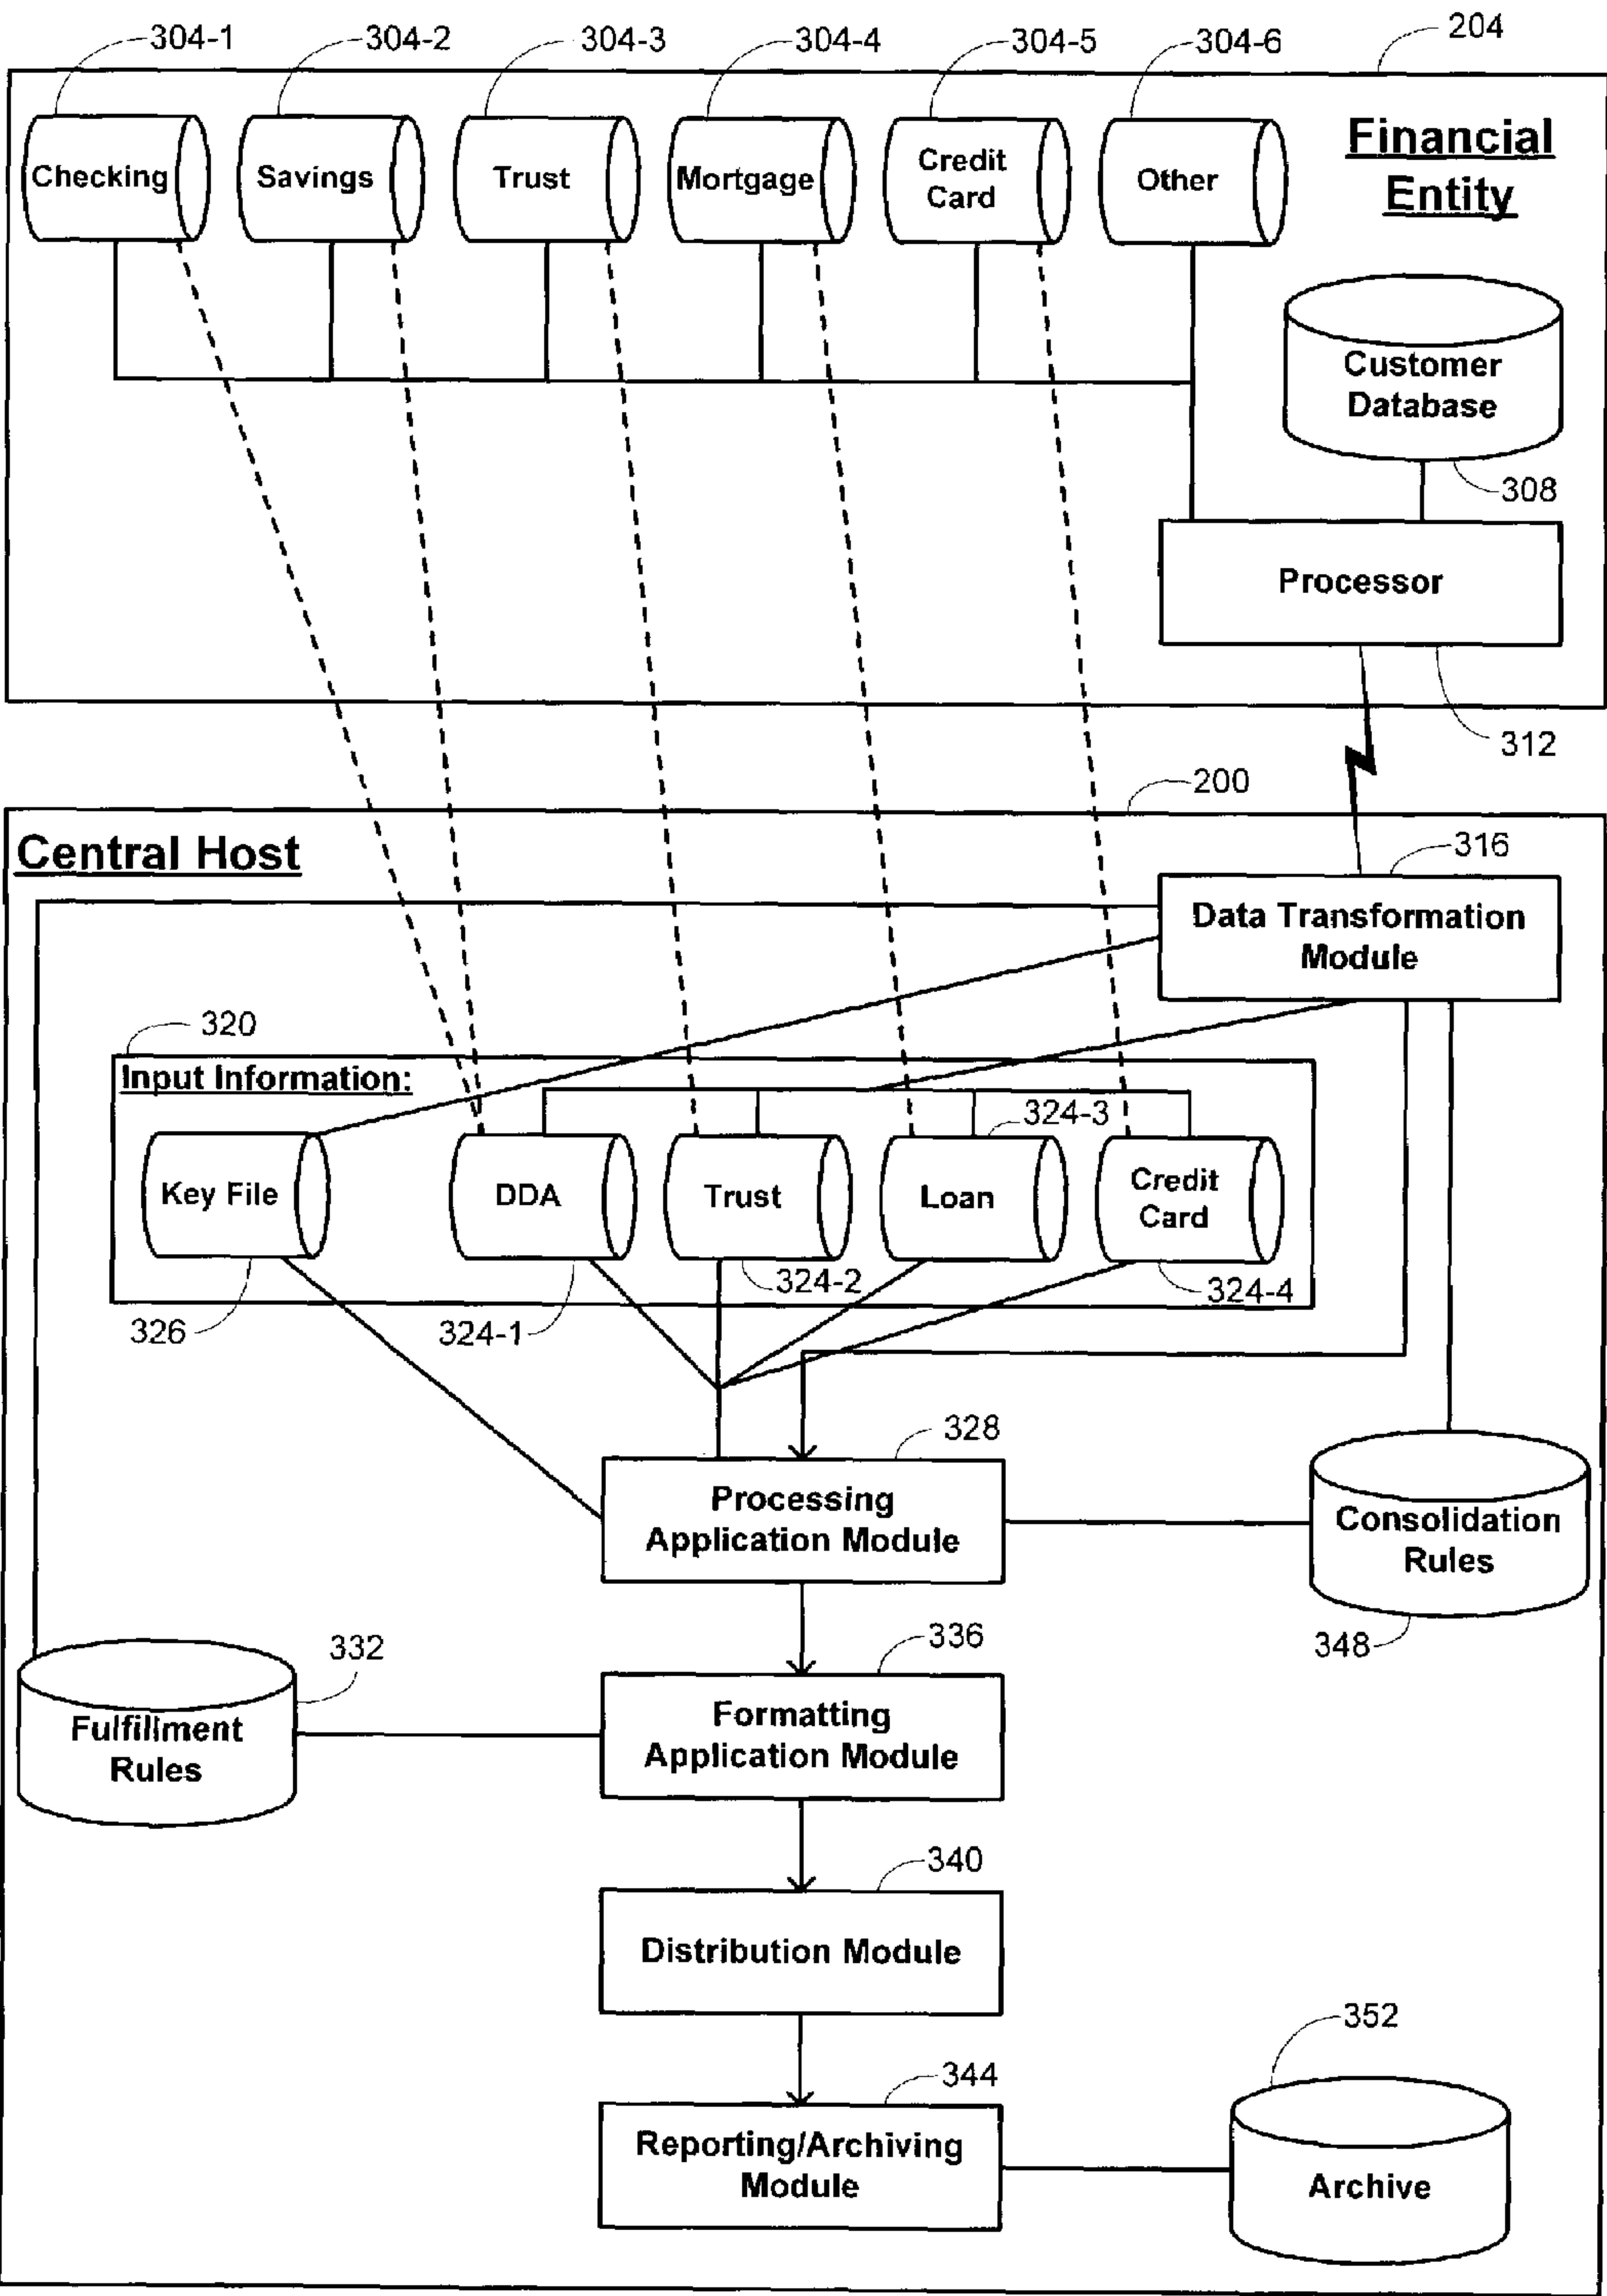 304-1
304-2
304-3
304-4
304-5
304-6
204
Checking
Savings
Trust
Mortgage
Credit
Card
Other
Financial
Entity
Customer
Database
308
Processor
312
200
Central Host
316
Data Transformation
Module
320
Input Information:
324-3
Key File
DDA
Trust
Loan
Credit
Card
326
324-1
324-2
324-4
328
Processing
Application Module
Consolidation
Rules
348
332
336
Fulfillment
Rules
Formatting
Application Module
340
Distribution Module
352
344
Reporting/Archiving
Module
Archive